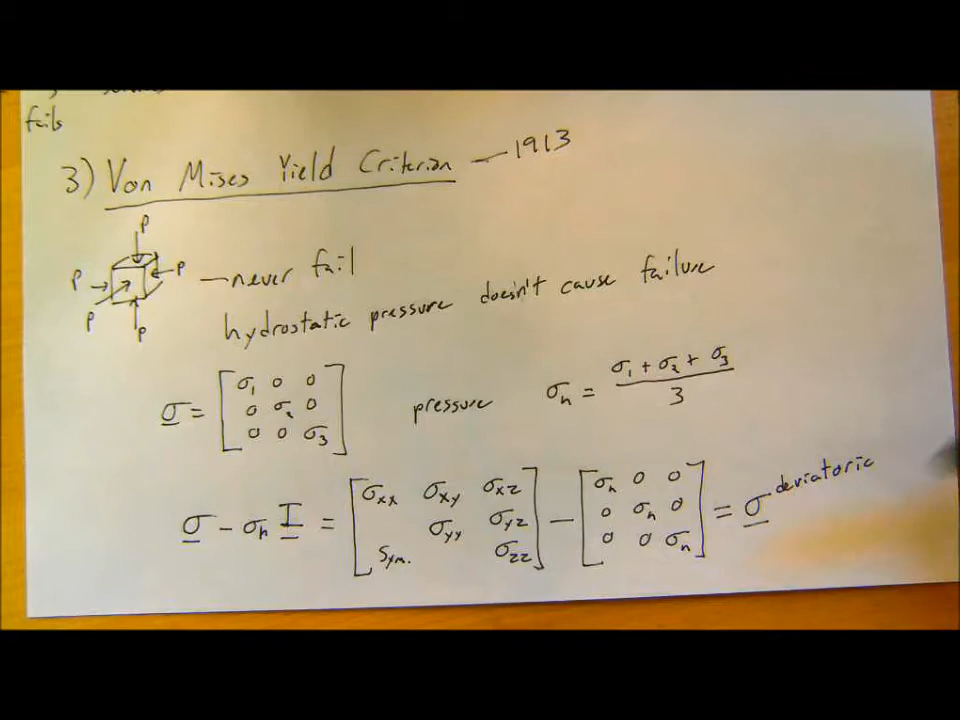 fails
3) Von Mises Yield Criterion — 1913
P
P P — never fail
P P hydrostatic pressure doesn't cause failure
σ = [σ₁ 0 0
0 σ₂ 0
0 0 σ₃] pressure σₕ = (σ₁ + σ₂ + σ₃)/3
σ - σₕ I = [σxx σxy σxz
σyy σyz
Sym. σzz] - [σₕ 0 0
0 σₕ 0
0 0 σₕ] = σ deviatoric